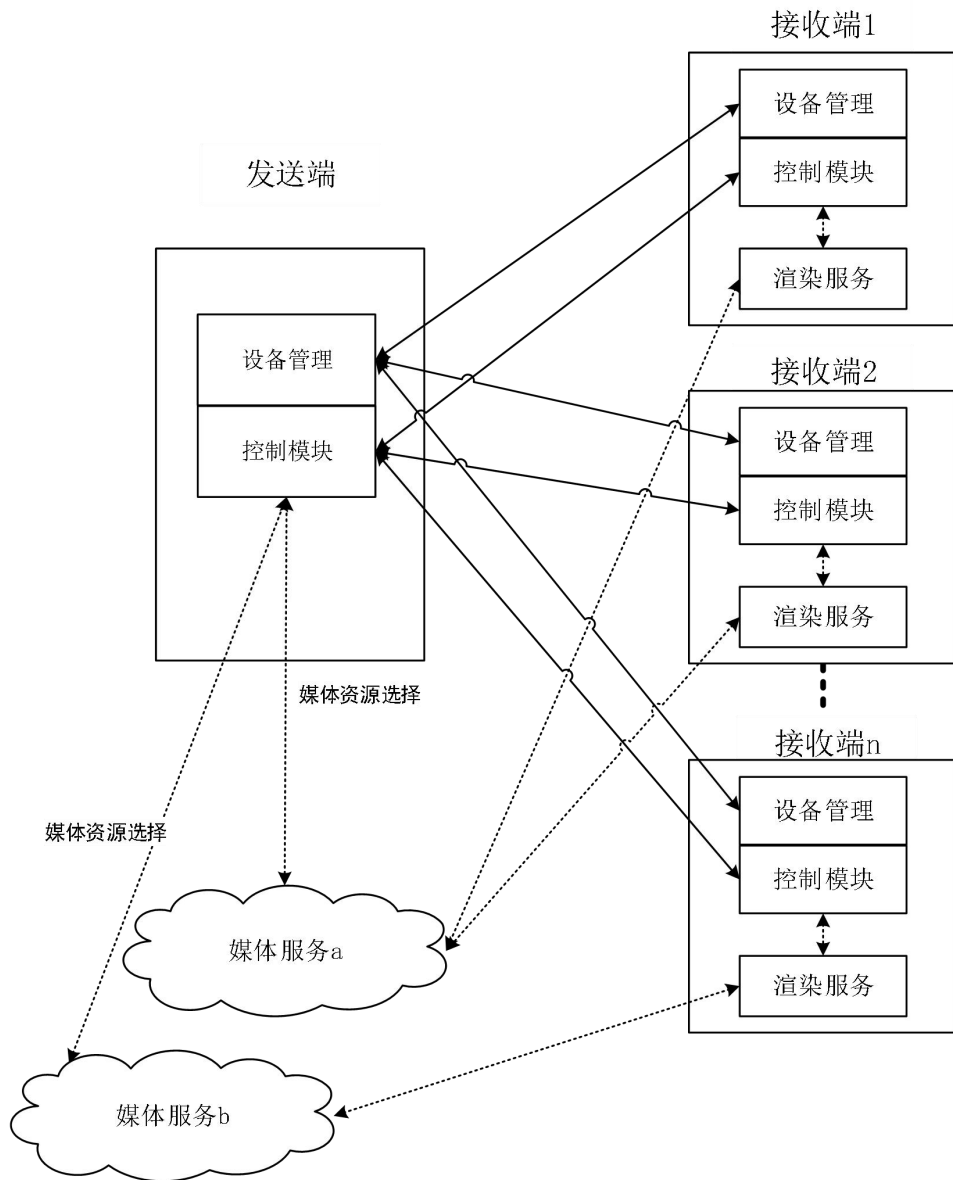 接收端1
设备管理
控制模块
渲染服务
发送端
设备管理
控制模块
接收端2
设备管理
控制模块
渲染服务
媒体资源选择
媒体资源选择
接收端n
设备管理
控制模块
渲染服务
媒体服务a
媒体服务b